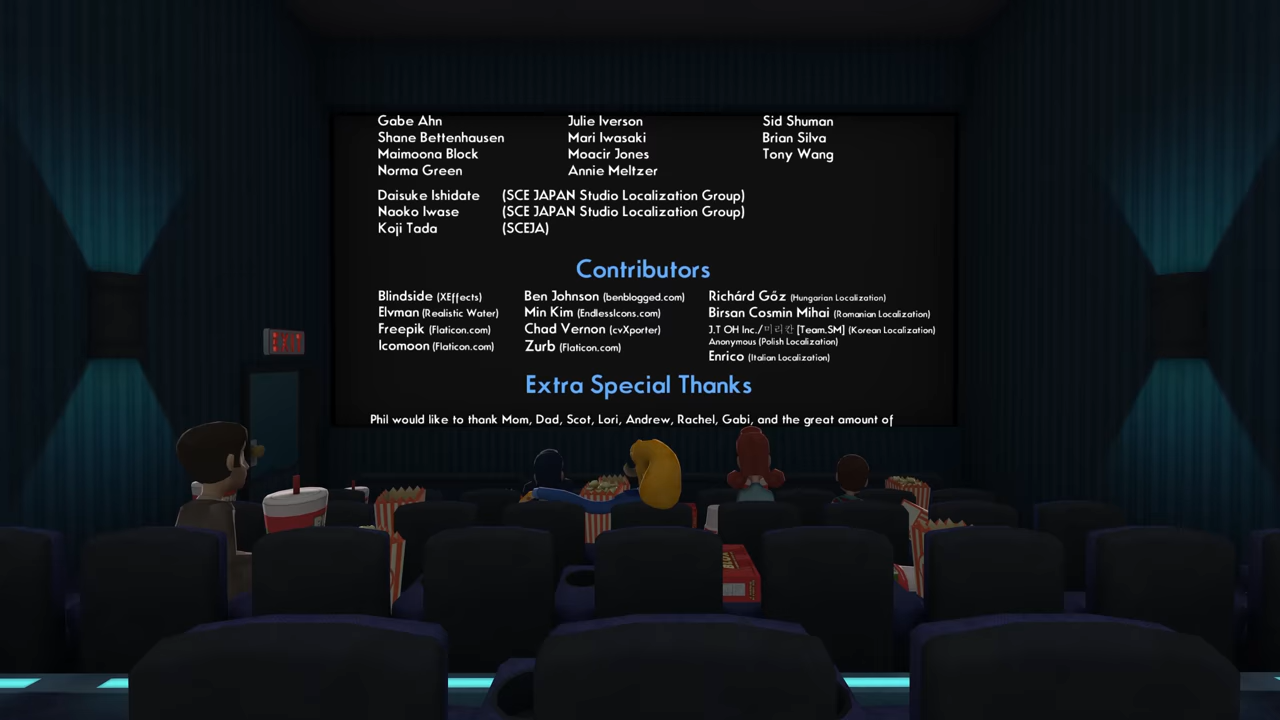 Gabe Ahn Julie Iverson Sid Shuman
Shane Bettenhausen Mari Iwasaki Brian Silva
Maimoona Block Moacir Jones Tony Wang
Norma Green Annie Meltzer
Daisuke Ishidate (SCE JAPAN Studio Localization Group)
Naoko Iwase (SCE JAPAN Studio Localization Group)
Koji Tada (SCEJA)
Contributors
Blindside (XEffects) Ben Johnson (benblogged.com) Richárd Gőz (Hungarian Localization)
Elvman (Realistic Water) Min Kim (EndlessIcons.com) Birsan Cosmin Mihai (Romanian Localization)
Freepik (Flaticon.com) Chad Vernon (cvXporter) J.T OH Inc./미리칸 [Team.SM] (Korean Localization)
Icomoon (Flaticon.com) Zurb (Flaticon.com) Anonymous (Polish Localization)
Enrico (Italian Localization)
Extra Special Thanks
Phil would like to thank Mom, Dad, Scot, Lori, Andrew, Rachel, Gabi, and the great amount of
EXIT